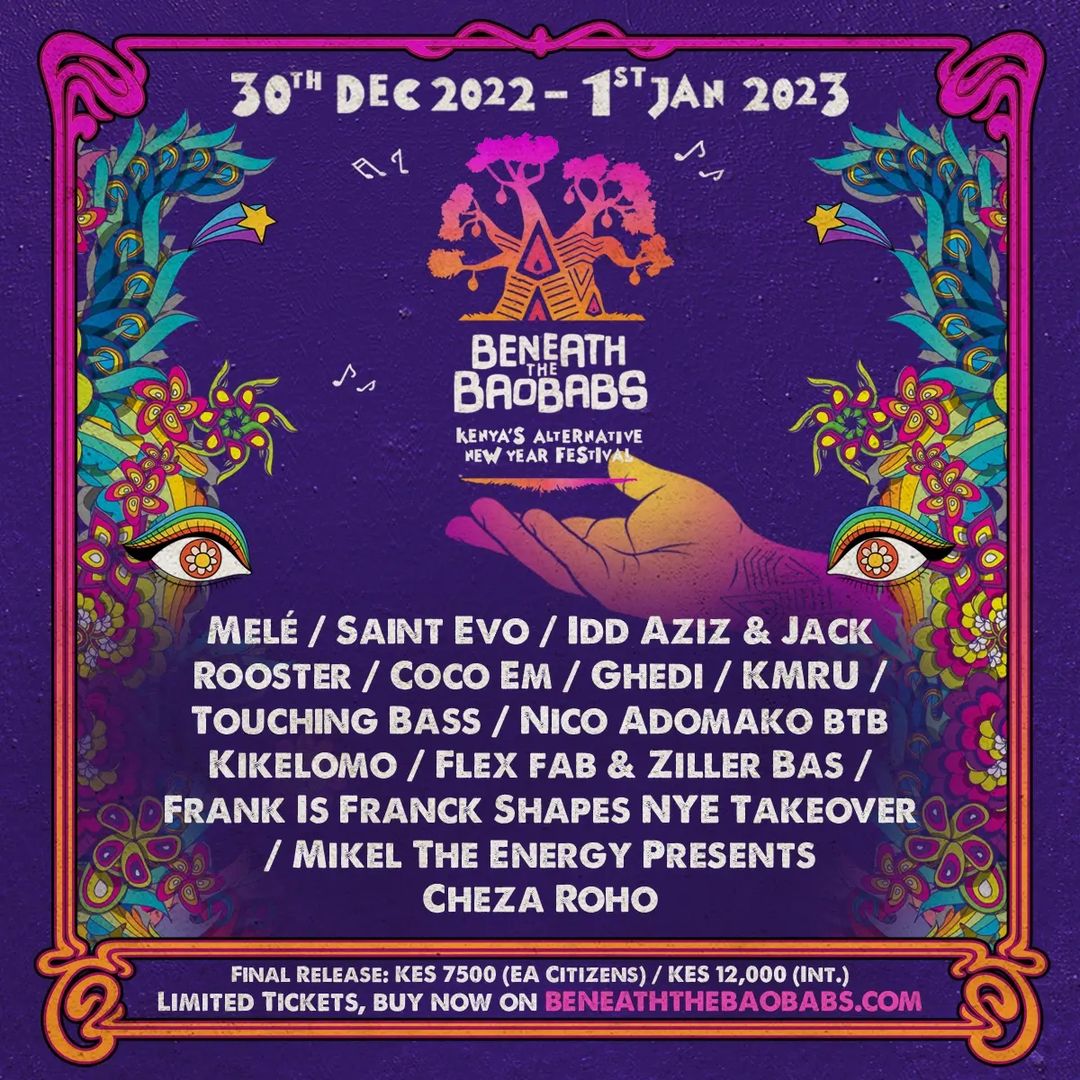 30TH DEC 2022 – 1ST JAN 2023
BENEATH
THE
BAOBABS
KENYA'S ALTERNATIVE
NEW YEAR FESTIVAL
MELÉ / SAINT EVO / IDD AZIZ & JACK
ROOSTER / COCO EM / GHEDI / KMRU /
TOUCHING BASS / NICO ADOMAKO BTB
KIKELOMO / FLEX FAB & ZILLER BAS /
FRANK IS FRANCK SHAPES NYE TAKEOVER
/ MIKEL THE ENERGY PRESENTS
CHEZA ROHO
FINAL RELEASE: KES 7500 (EA CITIZENS) / KES 12,000 (INT.)
LIMITED TICKETS, BUY NOW ON BENEATHTHEBAOBABS.COM